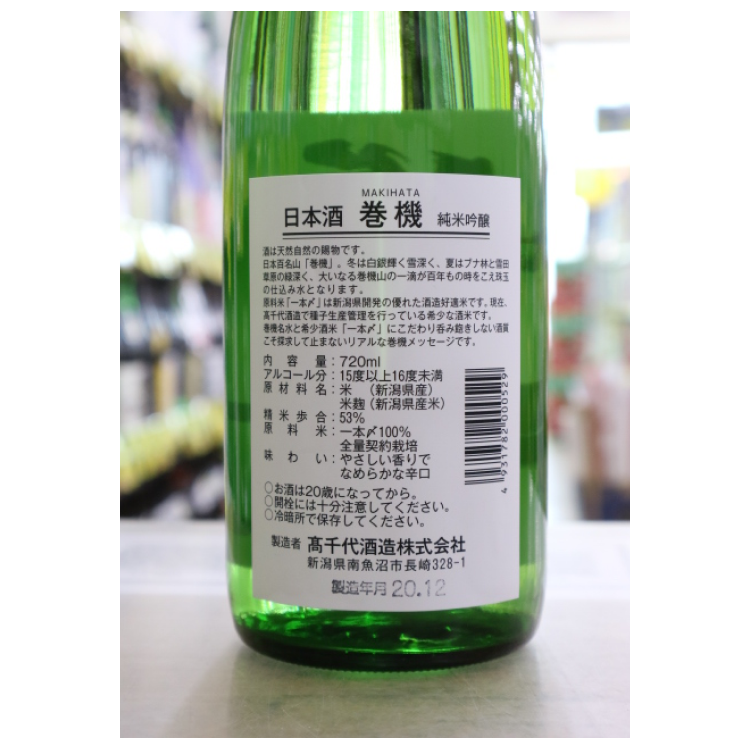 MAKIHATA
日本酒 巻機 純米吟醸
酒は天然自然の賜物です。
日本百名山「巻機」。冬は白銀輝く雪深く、夏はブナ林と雪田
草原の緑深く、大いなる巻機山の一滴が百年もの時をこえ珠玉
の仕込み水となります。
原料米「一本〆」は新潟県開発の優れた酒造好適米です。現在、
髙千代酒造で種子生産管理を行っている希少な酒米です。
巻機名水と希少酒米「一本〆」にこだわり呑み飽きしない酒質
こそ探求して止まないリアルな巻機メッセージです。
内容量:720ml
アルコール分:15度以上16度未満
原材料名:米(新潟県産)
米麹(新潟県産米)
精米歩合:53%
原料米:一本〆100%
全量契約栽培
味わい:やさしい香りで
なめらかな辛口
○お酒は20歳になってから。
○開栓には十分注意してください。
○冷暗所で保存してください。
製造者 髙千代酒造株式会社
新潟県南魚沼市長崎328-1
製造年月 20.12
4 931782 000529